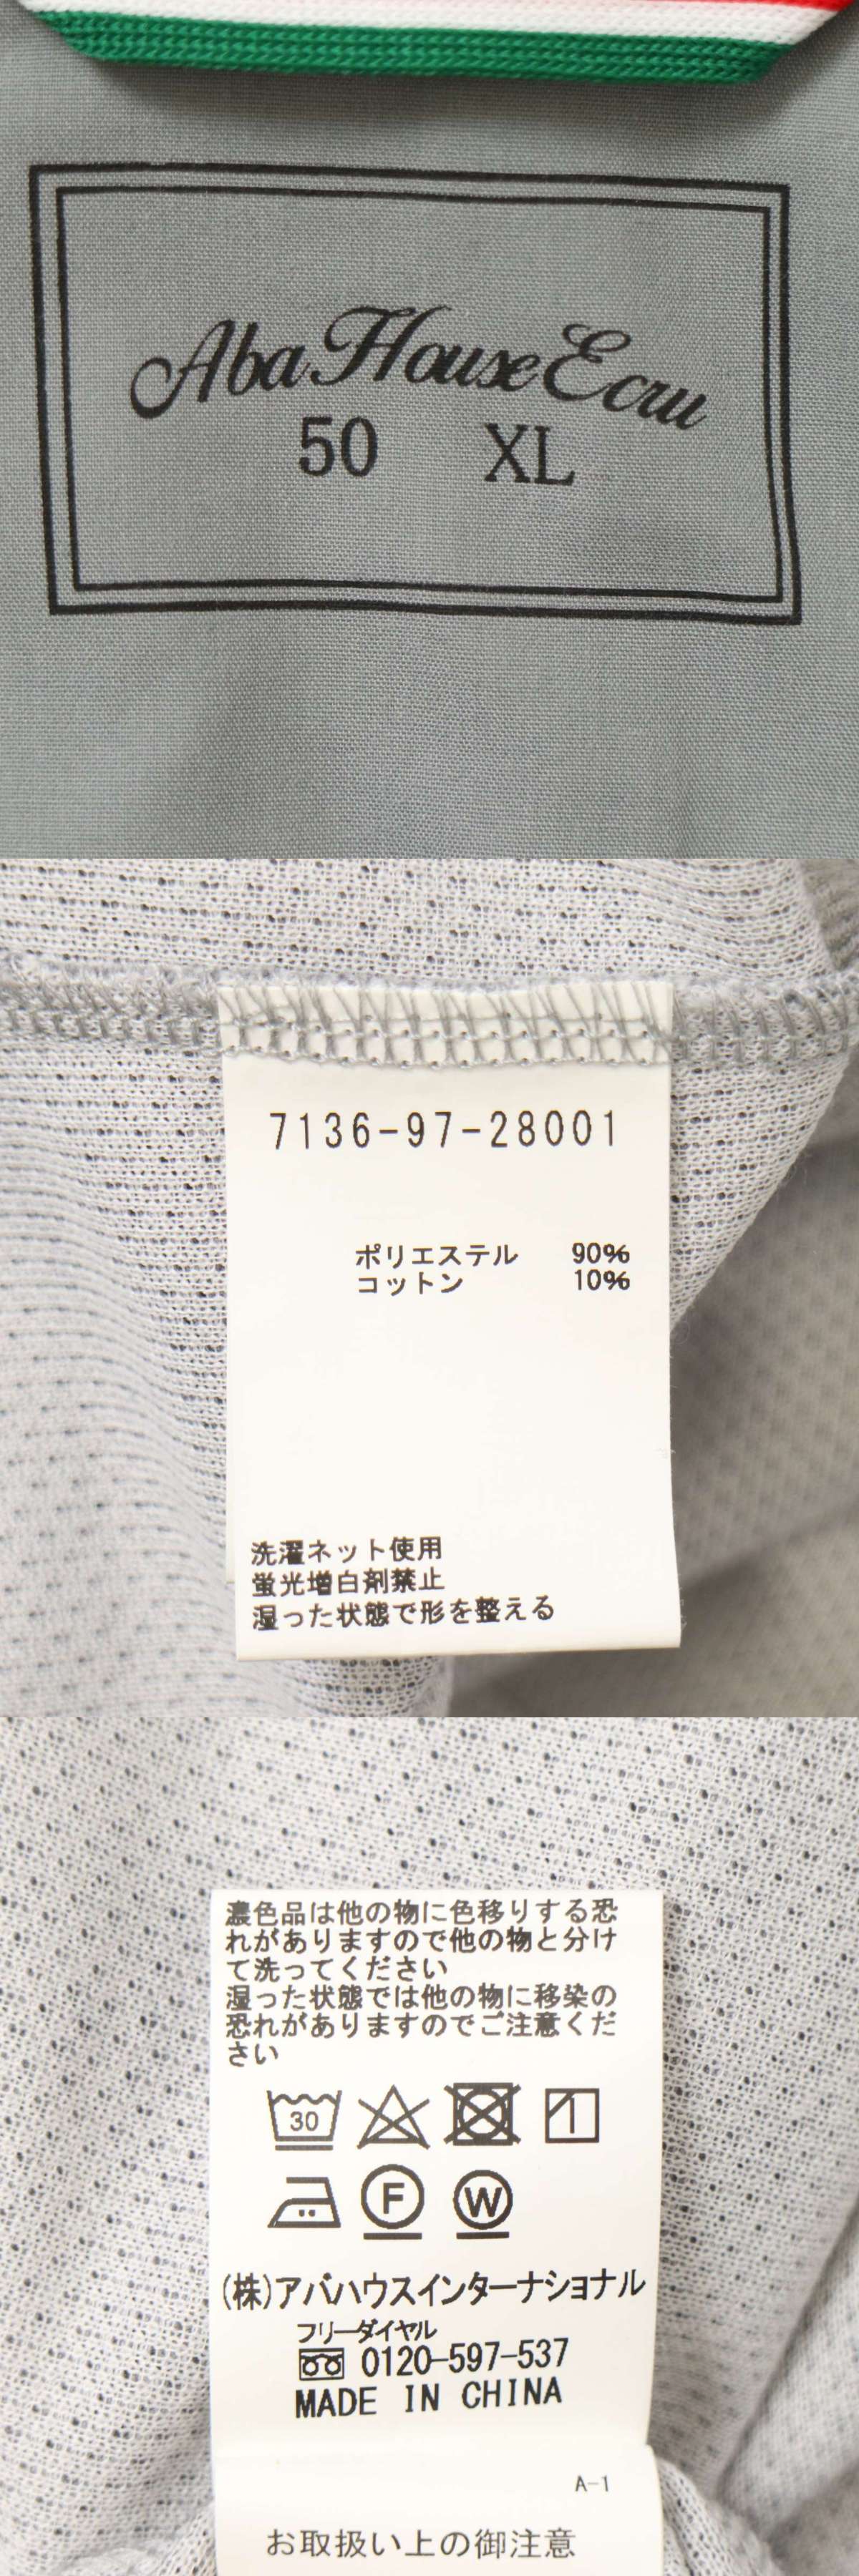 Aba House Ecru
50 XL
7136-97-28001
ポリエステル 90%
コットン 10%
洗濯ネット使用
蛍光増白剤禁止
湿った状態で形を整える
濃色品は他の物に色移りする恐
れがありますので他の物と分け
て洗ってください
湿った状態では他の物に移染の
恐れがありますのでご注意くだ
さい
30
F W
(株)アバハウスインターナショナル
フリーダイヤル
0120-597-537
MADE IN CHINA
A-1
お取扱い上の御注意